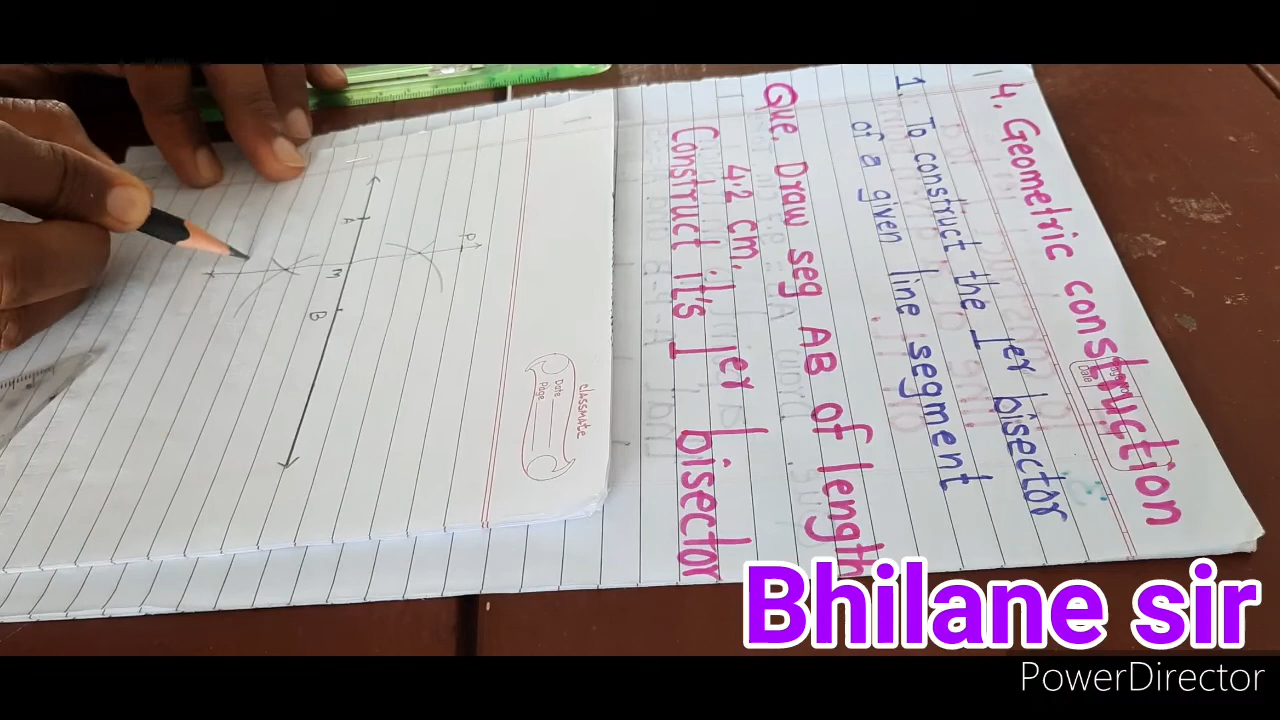 4. Geometric construction
1. To construct the ⊥er bisector
of a given line segment
Que. Draw seg AB of length
4.2 cm.
Construct it's ⊥er bisector
classmate
Date
Page
P
A
M
B
Date
Bhilane sir
PowerDirector